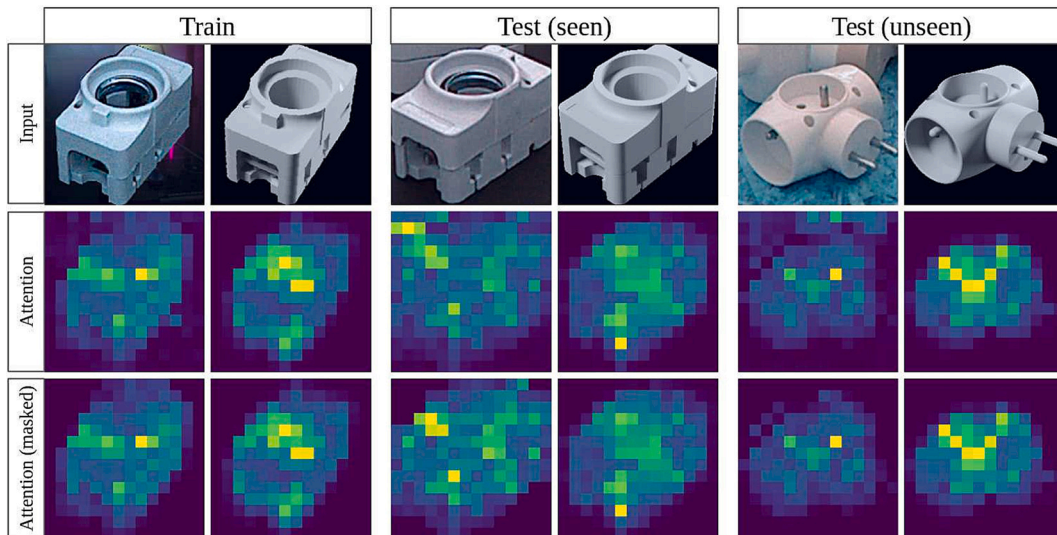 Train
Test (seen)
Test (unseen)
Input
Attention
Attention (masked)